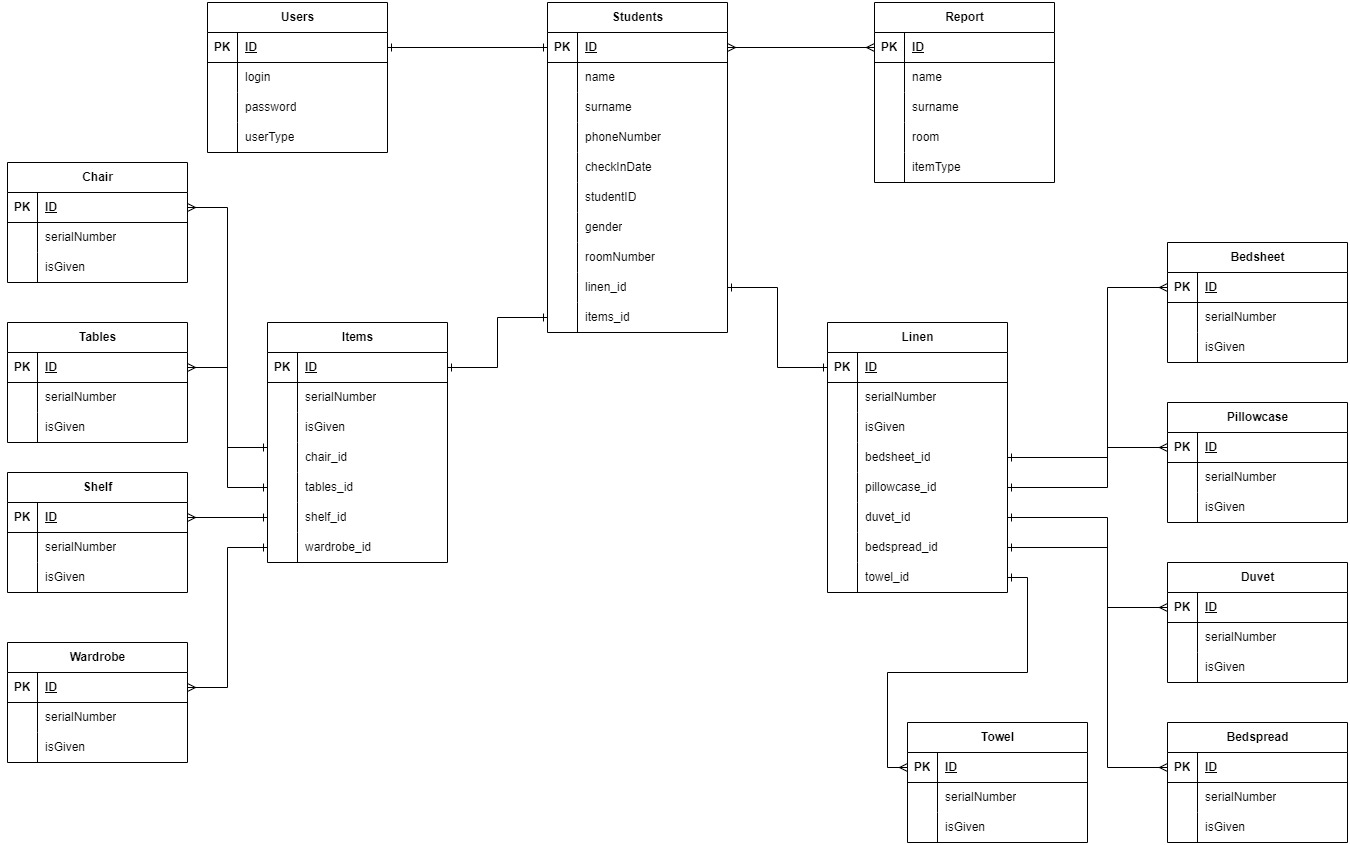 Users
PK ID
login
password
userType
Students
PK ID
name
surname
phoneNumber
checkInDate
studentID
gender
roomNumber
linen_id
items_id
Report
PK ID
name
surname
room
itemType
Chair
PK ID
serialNumber
isGiven
Tables
PK ID
serialNumber
isGiven
Shelf
PK ID
serialNumber
isGiven
Wardrobe
PK ID
serialNumber
isGiven
Items
PK ID
serialNumber
isGiven
chair_id
tables_id
shelf_id
wardrobe_id
Linen
PK ID
serialNumber
isGiven
bedsheet_id
pillowcase_id
duvet_id
bedspread_id
towel_id
Bedsheet
PK ID
serialNumber
isGiven
Pillowcase
PK ID
serialNumber
isGiven
Duvet
PK ID
serialNumber
isGiven
Towel
PK ID
serialNumber
isGiven
Bedspread
PK ID
serialNumber
isGiven